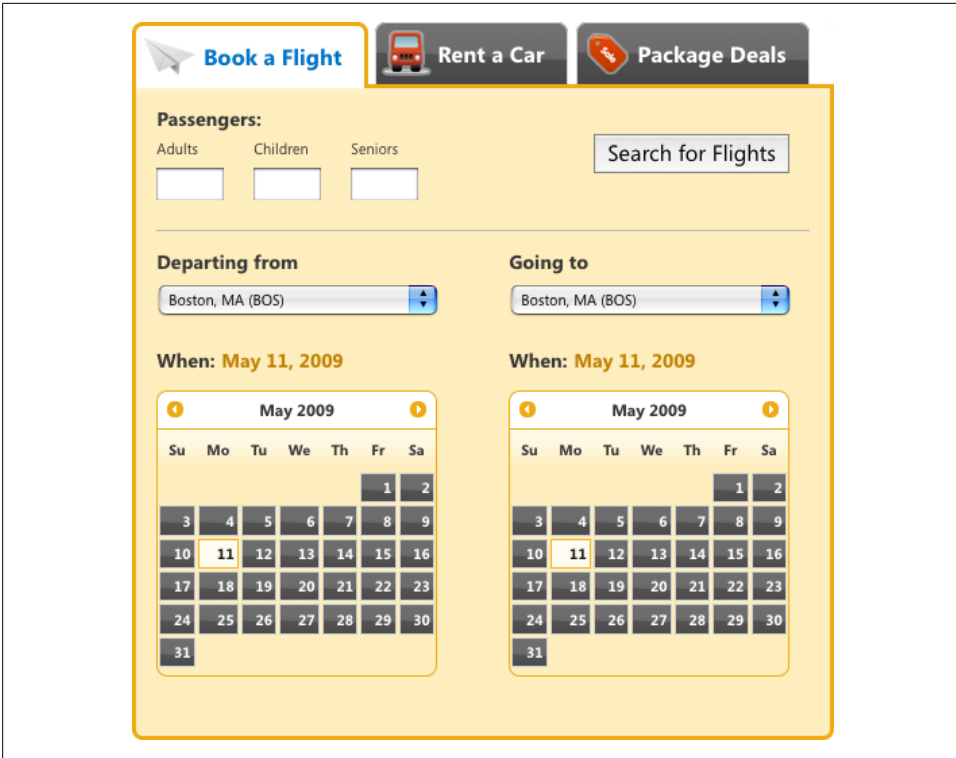 Book a Flight Rent a Car Sale Package Deals
Passengers:
Adults Children Seniors
Search for Flights
Departing from Going to
Boston, MA (BOS) Boston, MA (BOS)
When: May 11, 2009 When: May 11, 2009
May 2009 May 2009
Su Mo Tu We Th Fr Sa Su Mo Tu We Th Fr Sa
1 2 1 2
3 4 5 6 7 8 9 3 4 5 6 7 8 9
10 11 12 13 14 15 16 10 11 12 13 14 15 16
17 18 19 20 21 22 23 17 18 19 20 21 22 23
24 25 26 27 28 29 30 24 25 26 27 28 29 30
31 31